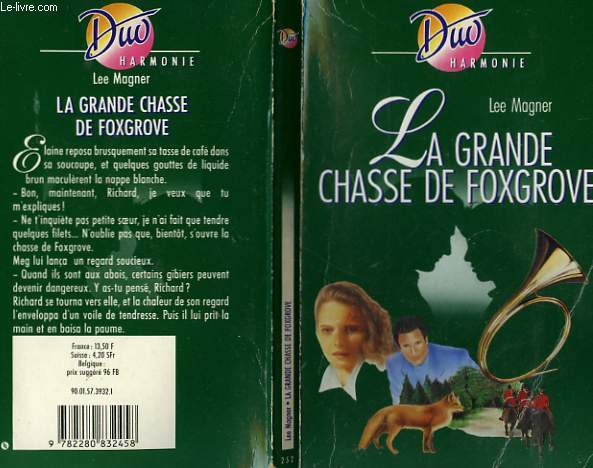 Le-livre.com
Duo
HARMONIE
Lee Magner
LA GRANDE CHASSE
DE FOXGROVE
Elaine reposa brusquement sa tasse de café dans
sa soucoupe, et quelques gouttes de liquide
brun maculèrent la nappe blanche.
- Bon, maintenant, Richard, je veux que tu
m'expliques !
- Ne t'inquiète pas petite sœur, je n'ai fait que tendre
quelques filets... N'oublie pas que, bientôt, s'ouvre la
chasse de Foxgrove.
Meg lui lança un regard soucieux.
- Quand ils sont aux abois, certains gibiers peuvent
devenir dangereux. Y as-tu pensé, Richard ?
Richard se tourna vers elle, et la chaleur de son regard
l'enveloppa d'un voile de tendresse. Puis il lui prit la
main et en baisa la paume.
France : 13,50 F
Suisse : 4,20 SFr
Belgique :
prix suggéré 96 FB
90.01.57.3932.1
9 782280 832458
Duo
Lee Magner • LA GRANDE CHASSE DE FOXGROVE
257
Duo
HARMONIE
Lee Magner
LA GRANDE
CHASSE DE FOXGROVE